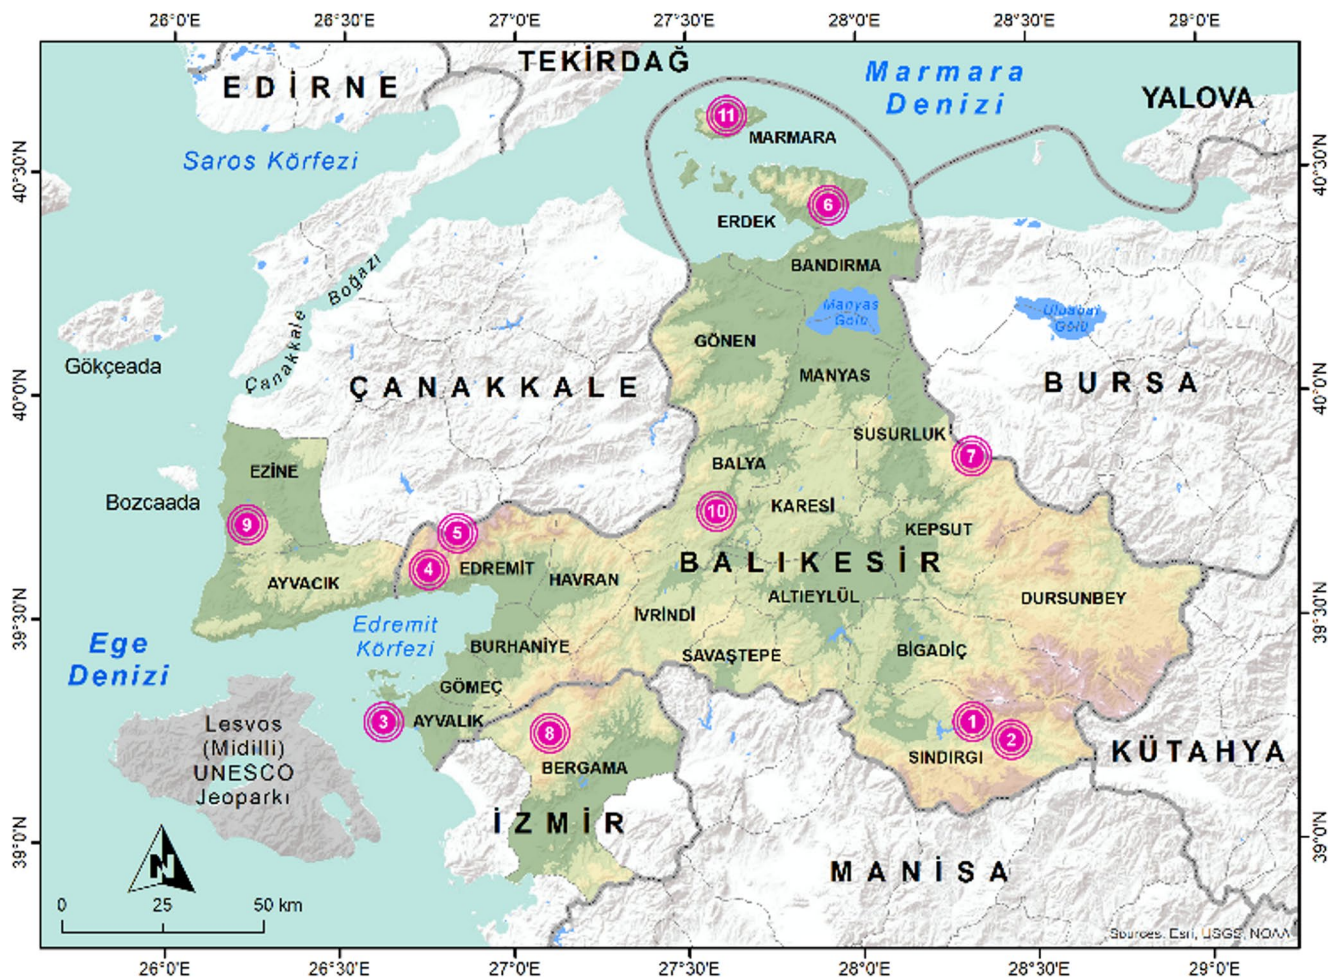 26°0'E 26°30'E 27°0'E 27°30'E 28°0'E 28°30'E 29°0'E
TEKİRDAĞ
EDİRNE
Marmara
Denizi
YALOVA
11
MARMARA
Saros Körfezi
40°30'N
40°30'N
6
ERDEK
BANDIRMA
Çanakkale Boğazı
Manyas
Gölü
Uluabat
Gölü
GÖNEN
Gökçeada
MANYAS
ÇANAKKALE
BURSA
40°0'N
40°0'N
SUSURLUK
7
EZİNE
BALYA
Bozcaada
9
10
KARESİ
KEPSUT
5
4
EDREMİT
BALIKESİR
HAVRAN
AYVACIK
ALTIEYLÜL
DURSUNBEY
39°30'N
39°30'N
İVRİNDİ
Edremit
Körfezi
Ege
Denizi
BURHANİYE
SAVAŞTEPE
BİGADİÇ
GÖMEÇ
3
AYVALIK
Lesvos
(Midilli)
UNESCO
Jeoparkı
8
1
2
SINDIRGI
KÜTAHYA
BERGAMA
İZMİR
39°0'N
39°0'N
N
MANİSA
0 25 50 km
Sources: Esri, USGS, NOAA
26°0'E 26°30'E 27°0'E 27°30'E 28°0'E 28°30'E 29°0'E